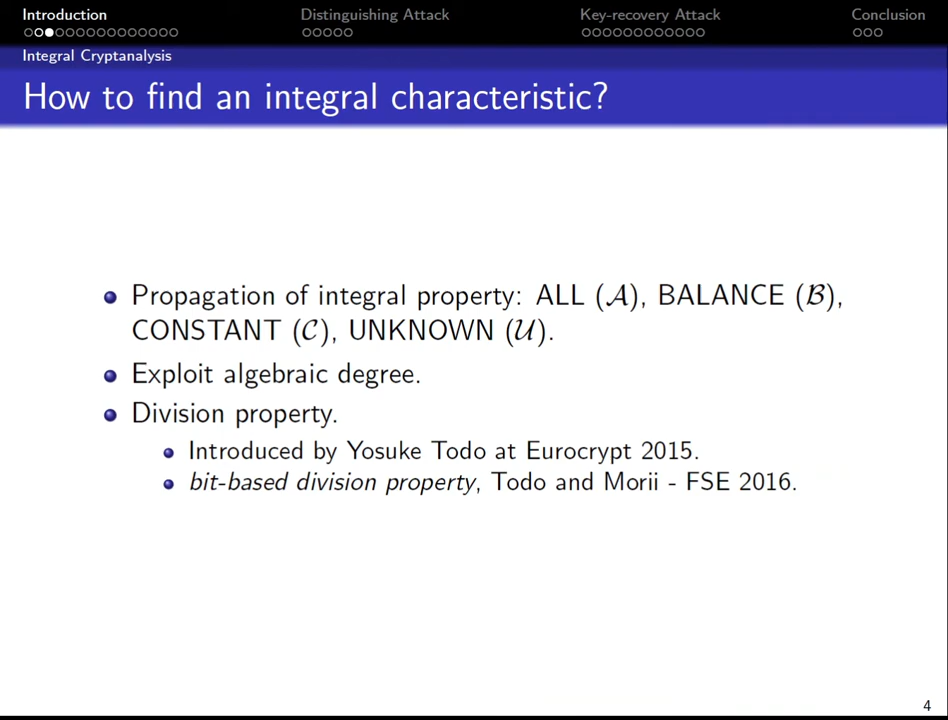 Introduction
Distinguishing Attack
Key-recovery Attack
Conclusion
Integral Cryptanalysis
How to find an integral characteristic?
Propagation of integral property: ALL (𝒜), BALANCE (ℬ),
CONSTANT (𝒞), UNKNOWN (𝒰).
Exploit algebraic degree.
Division property.
Introduced by Yosuke Todo at Eurocrypt 2015.
bit-based division property, Todo and Morii - FSE 2016.
4